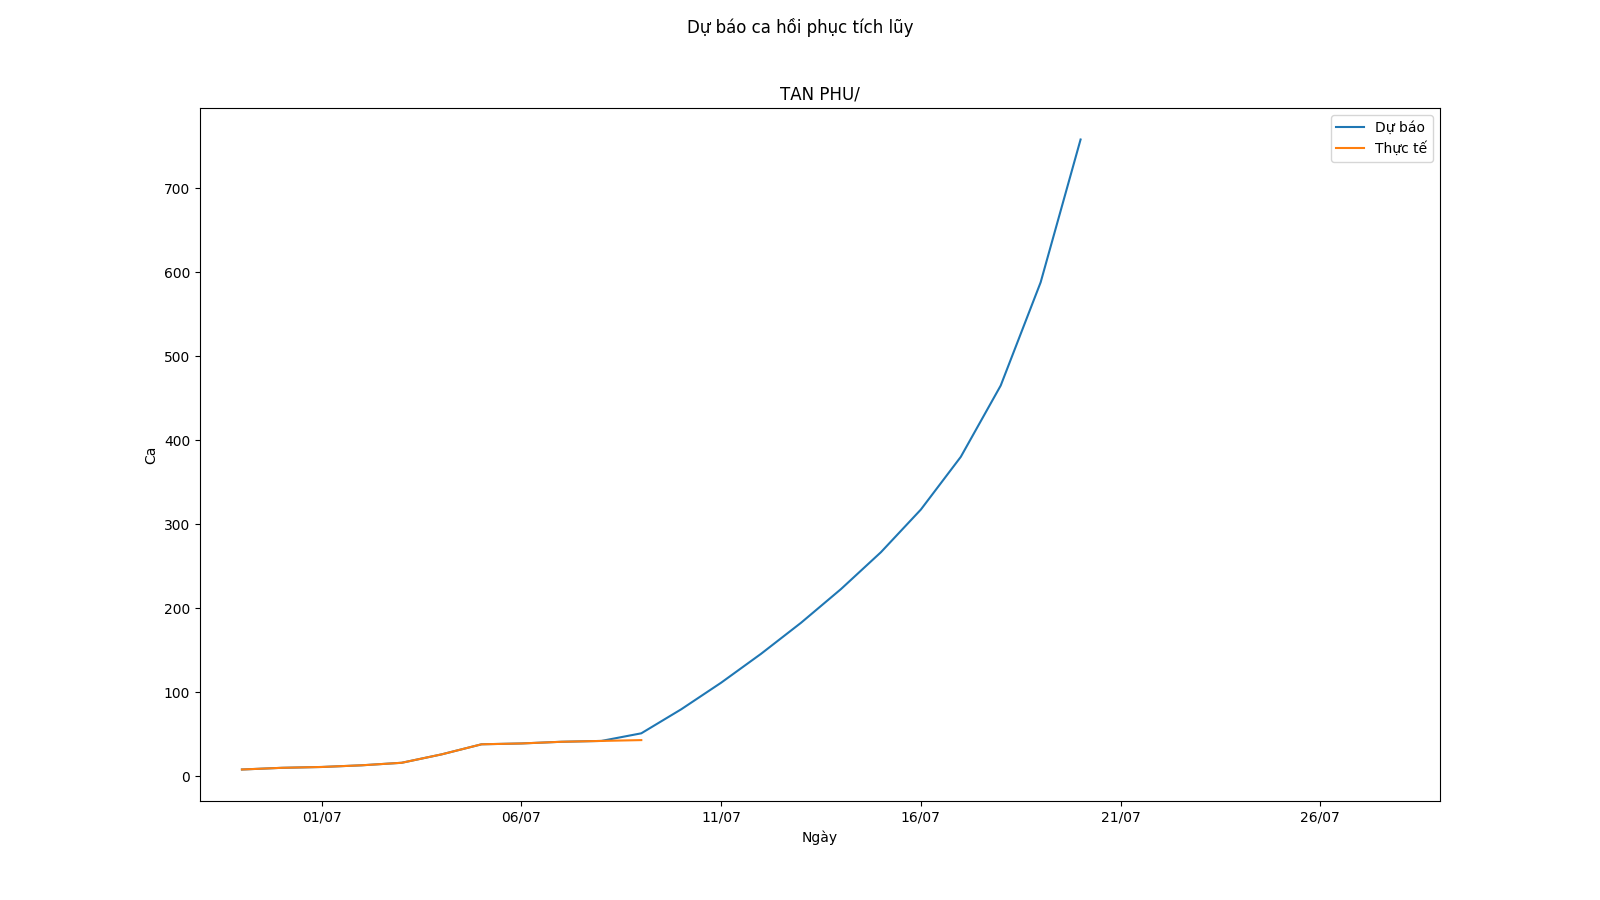 Dự báo ca hồi phục tích lũy
TAN PHU/
Dự báo
Thực tế
700
600
500
400
300
200
100
0
Ca
01/07
06/07
11/07
16/07
21/07
26/07
Ngày